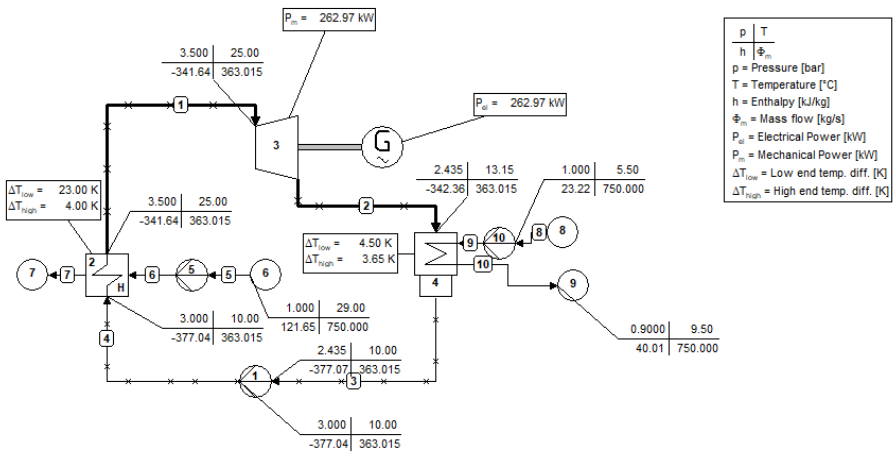 P_m = 262.97 kW
p | T
h | Φ_m
p = Pressure [bar]
T = Temperature [°C]
h = Enthalpy [kJ/kg]
Φ_m = Mass flow [kg/s]
P_el = Electrical Power [kW]
P_m = Mechanical Power [kW]
ΔT_low = Low end temp. diff. [K]
ΔT_high = High end temp. diff. [K]
3.500 | 25.00
-341.64 | 363.015
1
P_el = 262.97 kW
3
G
~
2.435 | 13.15
-342.36 | 363.015
1.000 | 5.50
23.22 | 750.000
ΔT_low = 23.00 K
ΔT_high = 4.00 K
3.500 | 25.00
-341.64 | 363.015
2
ΔT_low = 4.50 K
ΔT_high = 3.65 K
9
10
8
8
10
4
9
2
H
7
7
6
5
5
6
1.000 | 29.00
121.65 | 750.000
3.000 | 10.00
-377.04 | 363.015
4
0.9000 | 9.50
40.01 | 750.000
2.435 | 10.00
-377.07 | 363.015
1
3
3.000 | 10.00
-377.04 | 363.015